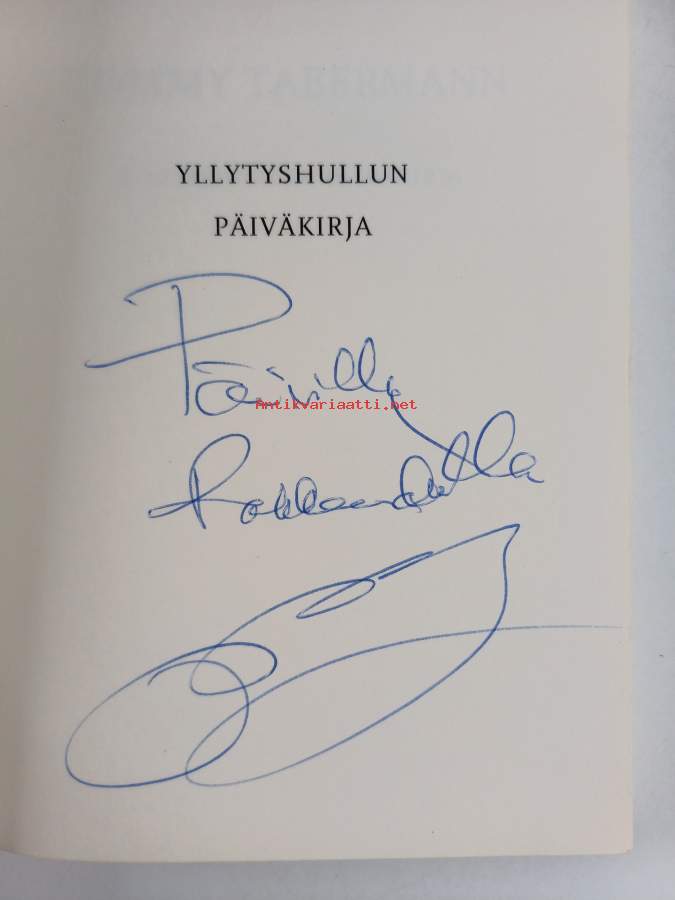 YLLYTYSHULLUN
PÄIVÄKIRJA
Päiville
Antikvariaatti.net
Rakkaudella